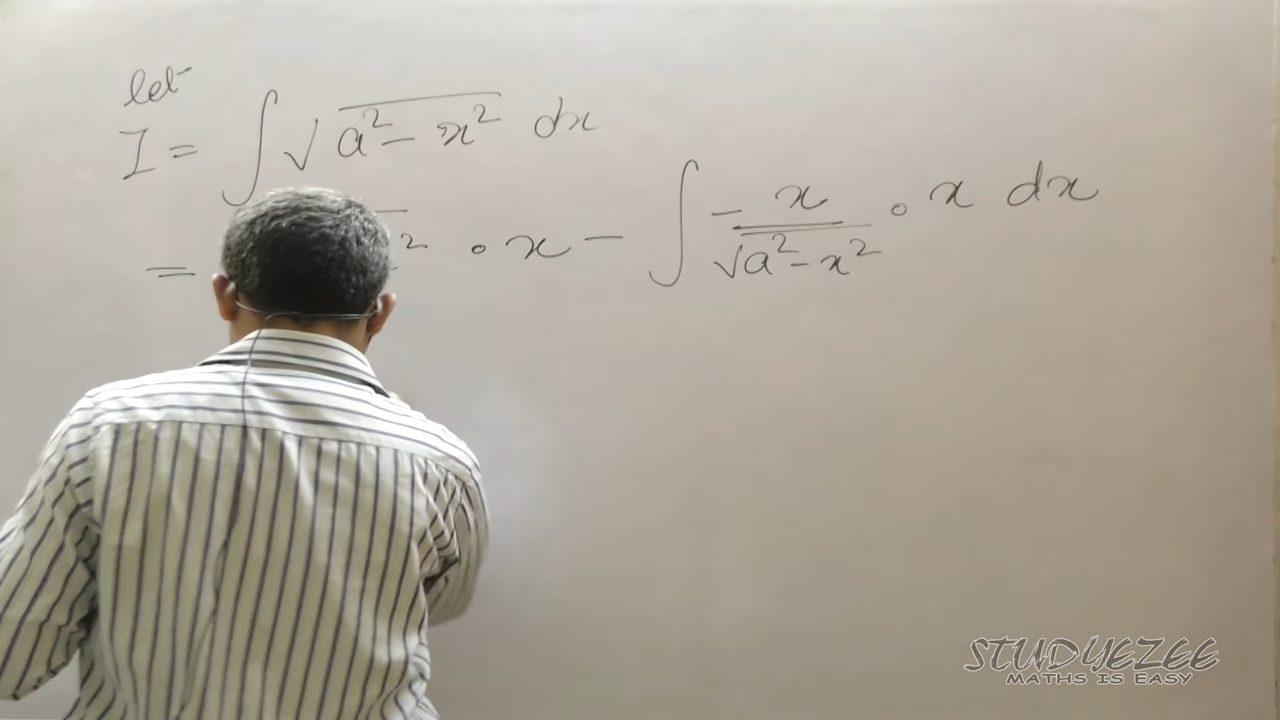 let
I = ∫ √(a² - x²) dx
= ² ∘ x - ∫ -x/√(a² - x²) ∘ x dx
STUDYEZEE
MATHS IS EASY